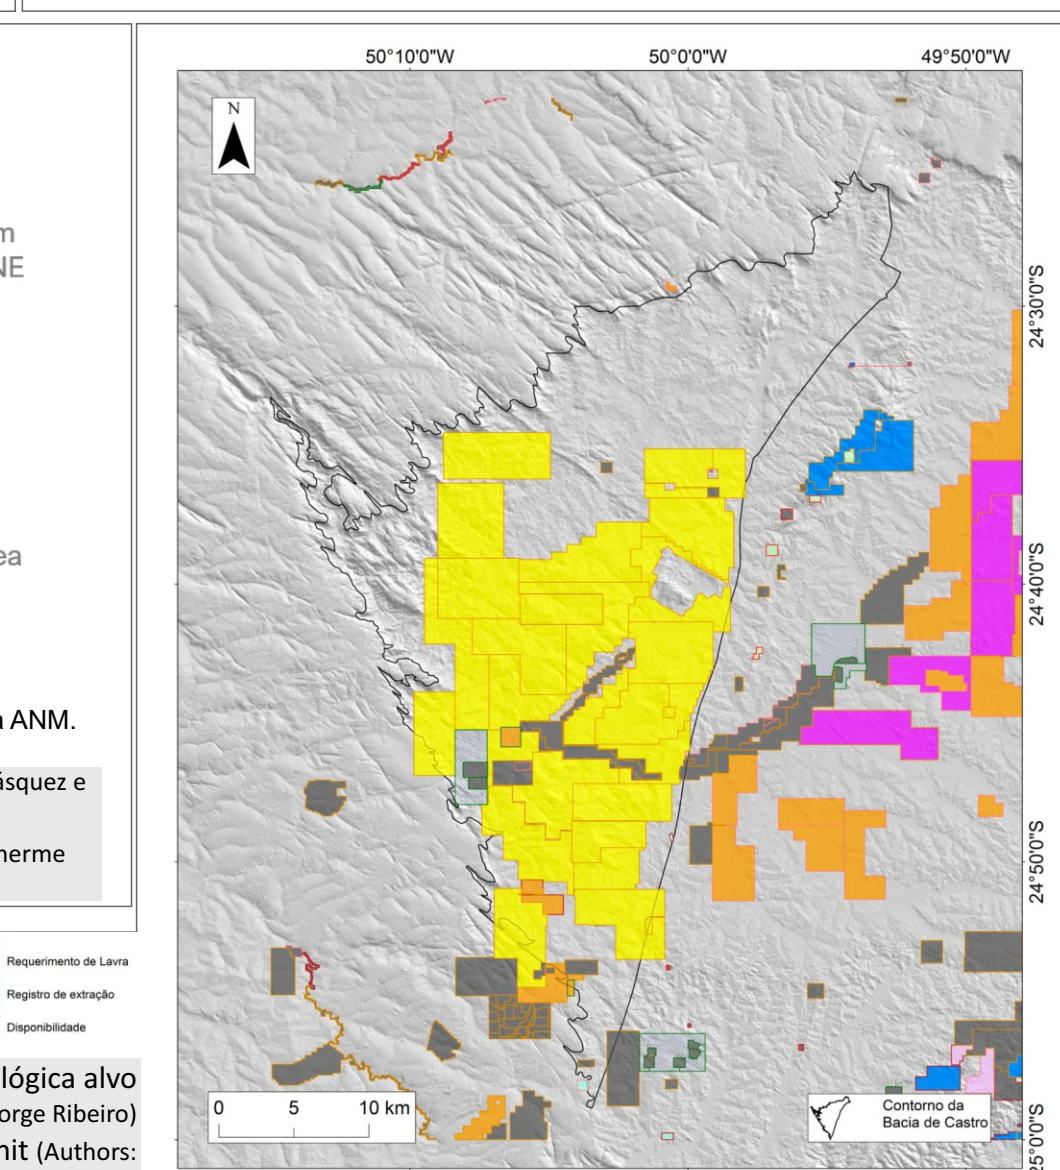 m
NE
ea
a ANM.
ásquez e
herme
Requerimento de Lavra
Registro de extração
Disponibilidade
lógica alvo
orge Ribeiro)
nit (Authors:
50°10'0"W
50°0'0"W
49°50'0"W
N
24°30'0"S
24°40'0"S
24°50'0"S
25°0'0"S
0 5 10 km
Contorno da
Bacia de Castro